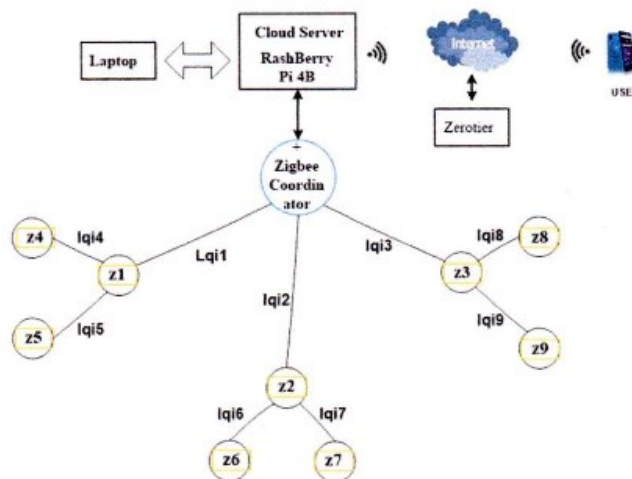 Cloud Server
RashBerry
Pi 4B
Laptop
Internet
USE
Zerotier
+
Zigbee
Coordin
ator
z4
lqi4
z1
Lqi1
lqi5
z5
lqi2
lqi3
z3
lqi8
z8
lqi9
z9
z2
lqi6
lqi7
z6
z7